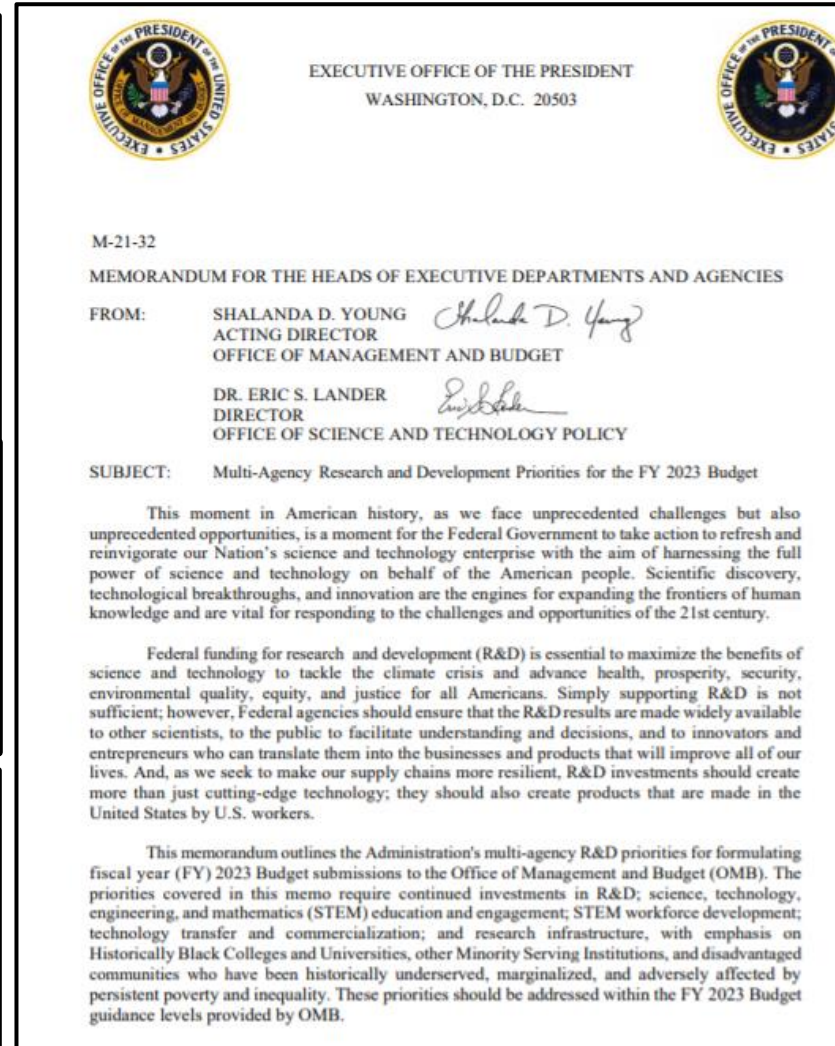 EXECUTIVE OFFICE OF THE PRESIDENT
WASHINGTON, D.C. 20503
M-21-32
MEMORANDUM FOR THE HEADS OF EXECUTIVE DEPARTMENTS AND AGENCIES
FROM: SHALANDA D. YOUNG Shalanda D. Young
ACTING DIRECTOR
OFFICE OF MANAGEMENT AND BUDGET
DR. ERIC S. LANDER
DIRECTOR
OFFICE OF SCIENCE AND TECHNOLOGY POLICY
SUBJECT: Multi-Agency Research and Development Priorities for the FY 2023 Budget
This moment in American history, as we face unprecedented challenges but also
unprecedented opportunities, is a moment for the Federal Government to take action to refresh and
reinvigorate our Nation's science and technology enterprise with the aim of harnessing the full
power of science and technology on behalf of the American people. Scientific discovery,
technological breakthroughs, and innovation are the engines for expanding the frontiers of human
knowledge and are vital for responding to the challenges and opportunities of the 21st century.
Federal funding for research and development (R&D) is essential to maximize the benefits of
science and technology to tackle the climate crisis and advance health, prosperity, security,
environmental quality, equity, and justice for all Americans. Simply supporting R&D is not
sufficient; however, Federal agencies should ensure that the R&D results are made widely available
to other scientists, to the public to facilitate understanding and decisions, and to innovators and
entrepreneurs who can translate them into the businesses and products that will improve all of our
lives. And, as we seek to make our supply chains more resilient, R&D investments should create
more than just cutting-edge technology; they should also create products that are made in the
United States by U.S. workers.
This memorandum outlines the Administration's multi-agency R&D priorities for formulating
fiscal year (FY) 2023 Budget submissions to the Office of Management and Budget (OMB). The
priorities covered in this memo require continued investments in R&D; science, technology,
engineering, and mathematics (STEM) education and engagement; STEM workforce development;
technology transfer and commercialization; and research infrastructure, with emphasis on
Historically Black Colleges and Universities, other Minority Serving Institutions, and disadvantaged
communities who have been historically underserved, marginalized, and adversely affected by
persistent poverty and inequality. These priorities should be addressed within the FY 2023 Budget
guidance levels provided by OMB.